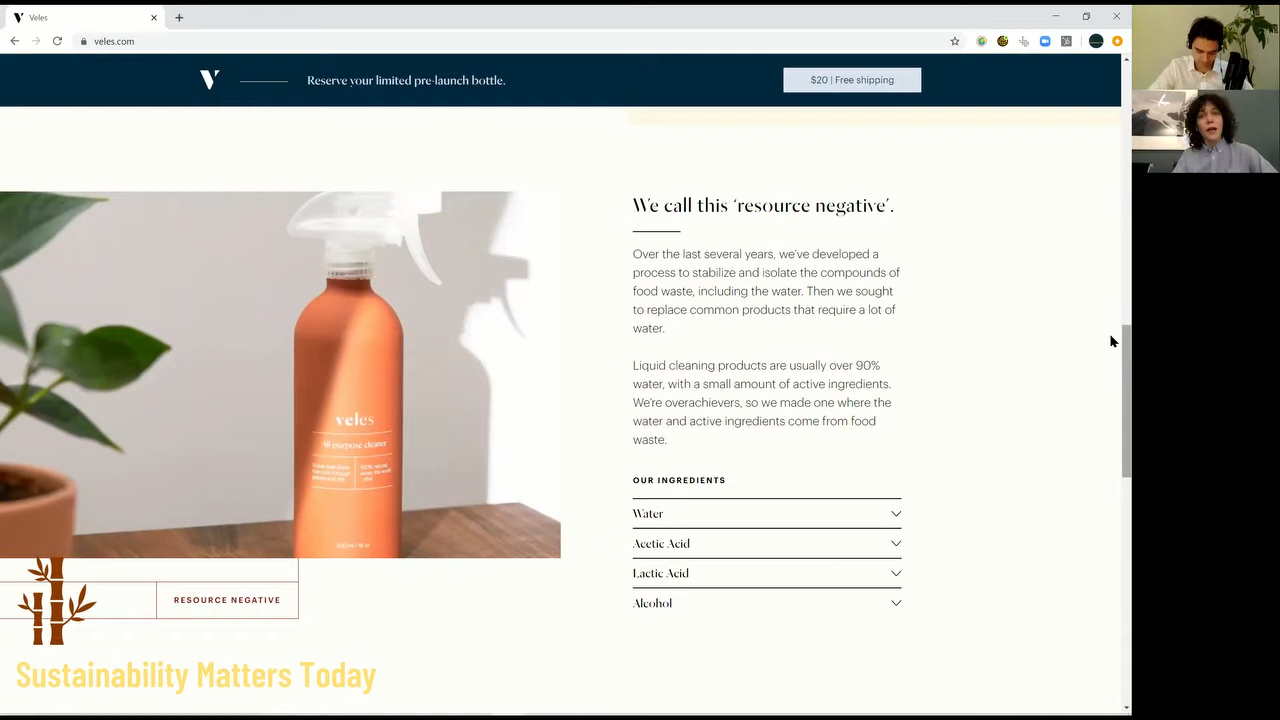 Veles
veles.com
V
Reserve your limited pre-launch bottle.
$20 | Free shipping
We call this ‘resource negative’.
Over the last several years, we’ve developed a
process to stabilize and isolate the compounds of
food waste, including the water. Then we sought
to replace common products that require a lot of
water.
Liquid cleaning products are usually over 90%
water, with a small amount of active ingredients.
We’re overachievers, so we made one where the
water and active ingredients come from food
waste.
OUR INGREDIENTS
Water
Acetic Acid
Lactic Acid
Alcohol
veles
All-purpose cleaner
RESOURCE NEGATIVE
Sustainability Matters Today